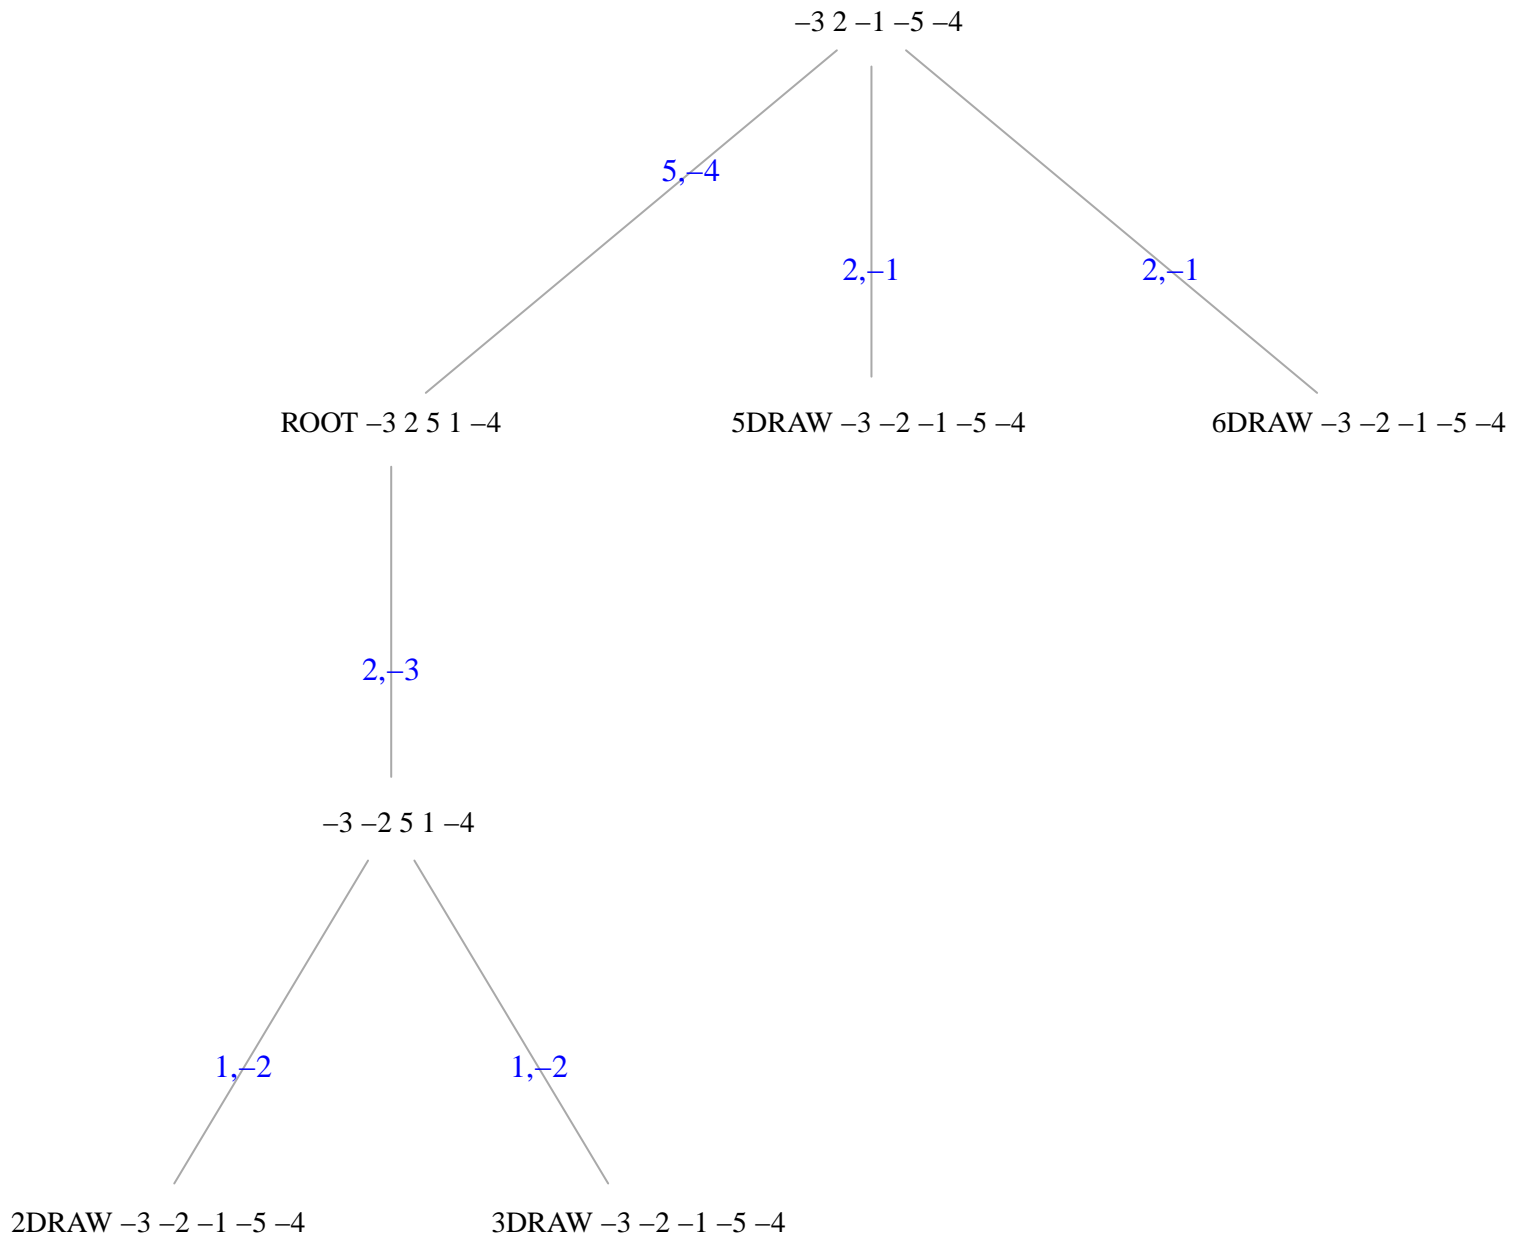 –3 2 –1 –5 –4
5,–4
2,–1
2,–1
ROOT –3 2 5 1 –4
5DRAW –3 –2 –1 –5 –4
6DRAW –3 –2 –1 –5 –4
2,–3
–3 –2 5 1 –4
1,–2
1,–2
2DRAW –3 –2 –1 –5 –4
3DRAW –3 –2 –1 –5 –4